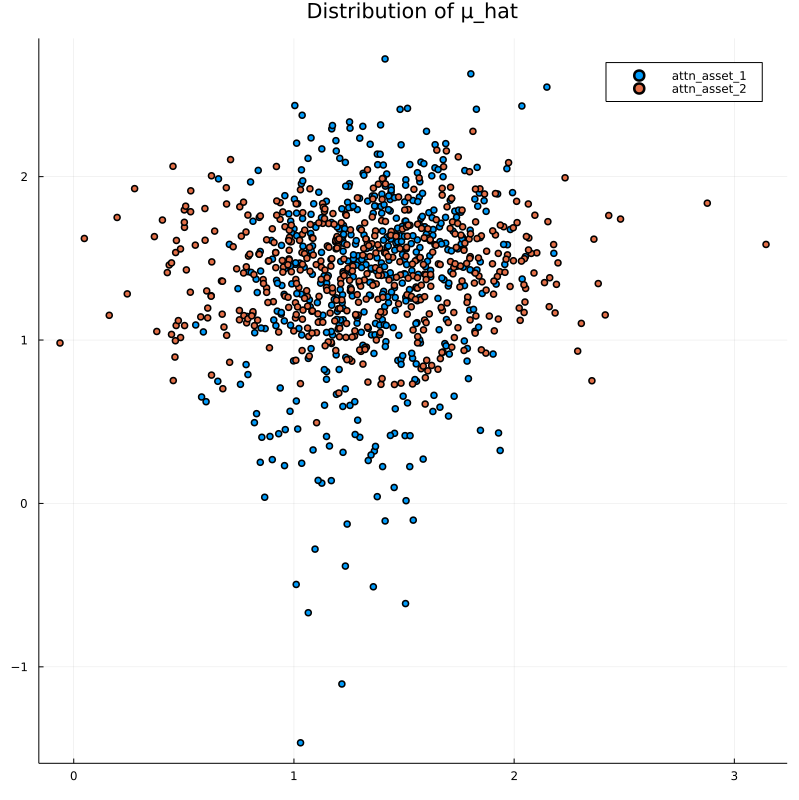 Distribution of μ_hat
attn_asset_1
attn_asset_2
2
1
0
−1
0 1 2 3